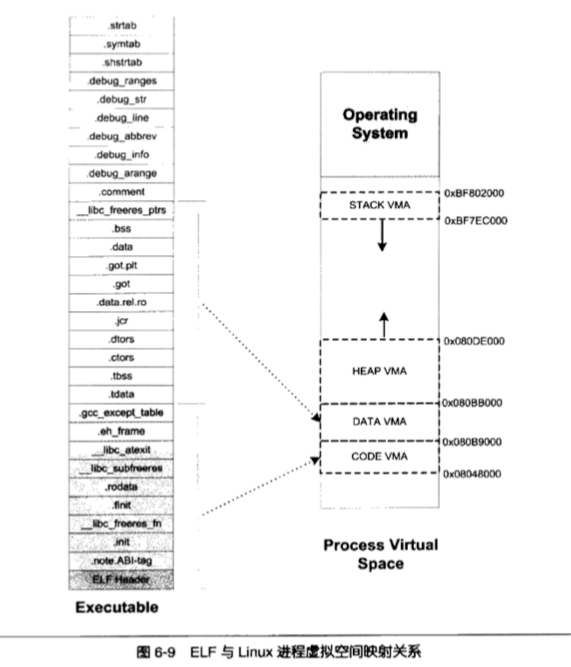 .strtab
.symtab
.shstrtab
.debug_ranges
.debug_str
.debug_line
.debug_abbrev
.debug_info
.debug_arange
.comment
__libc_freeres_ptrs
.bss
.data
.got.plt
.got
.data.rel.ro
.jcr
.dtors
.ctors
.tbss
.tdata
.gcc_except_table
.eh_frame
__libc_atexit
__libc_subfreeres
.rodata
.finit
__libc_freeres_fn
.init
.note.ABI-tag
ELF Header
Executable
Operating
System
0xBF802000
STACK VMA
0xBF7EC000
0x080DE000
HEAP VMA
0x080BB000
DATA VMA
0x080B9000
CODE VMA
0x08048000
Process Virtual
Space
图 6-9 ELF 与 Linux 进程虚拟空间映射关系